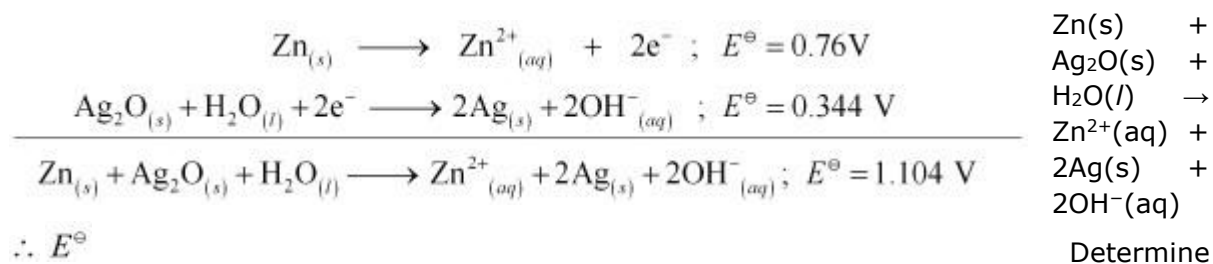 Zn(s) ⟶ Zn²⁺(aq) + 2e⁻ ; E⊖ = 0.76V
Ag₂O(s) + H₂O(l) + 2e⁻ ⟶ 2Ag(s) + 2OH⁻(aq) ; E⊖ = 0.344 V
Zn(s) + Ag₂O(s) + H₂O(l) ⟶ Zn²⁺(aq) + 2Ag(s) + 2OH⁻(aq); E⊖ = 1.104 V
∴ E⊖
Zn(s) +
Ag₂O(s) +
H₂O(l) →
Zn²⁺(aq) +
2Ag(s) +
2OH⁻(aq)
Determine